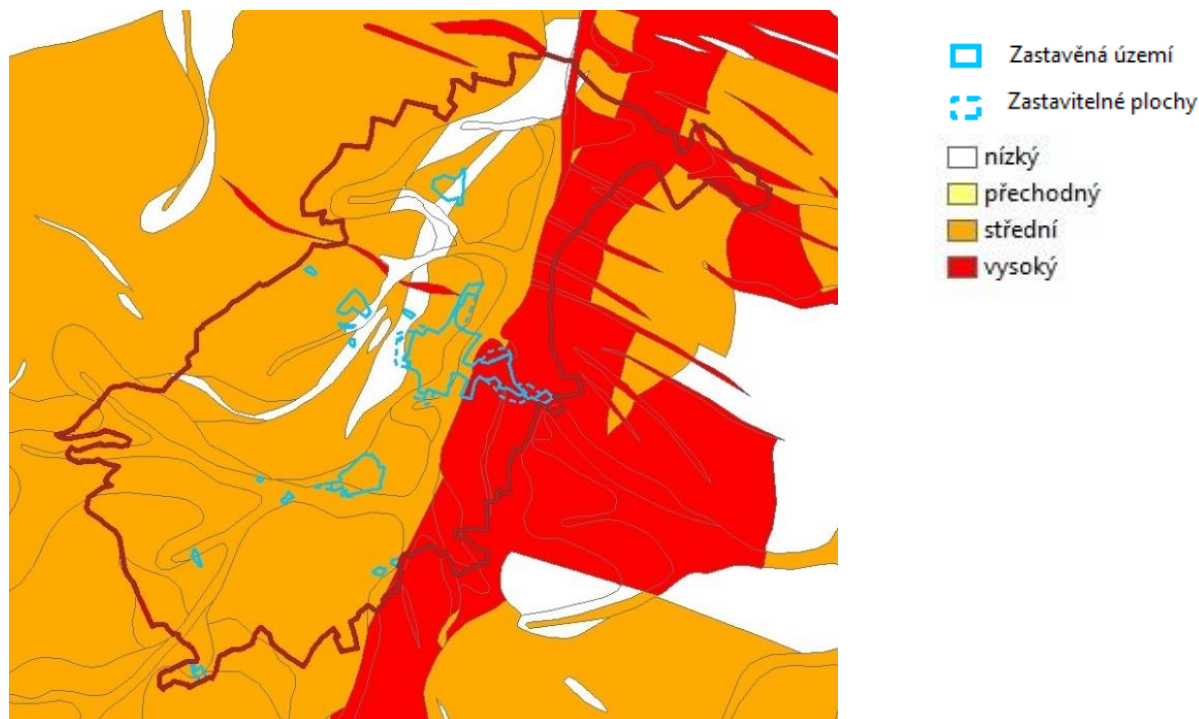 Zastavěná území
Zastavitelné plochy
nízký
přechodný
střední
vysoký